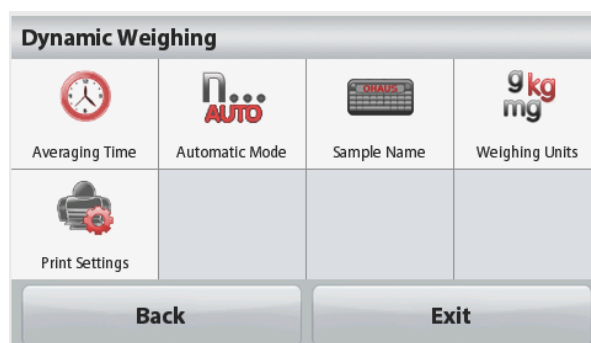 Dynamic Weighing
n...
AUTO
OHAUS
g kg
mg
Averaging Time
Automatic Mode
Sample Name
Weighing Units
Print Settings
Back
Exit